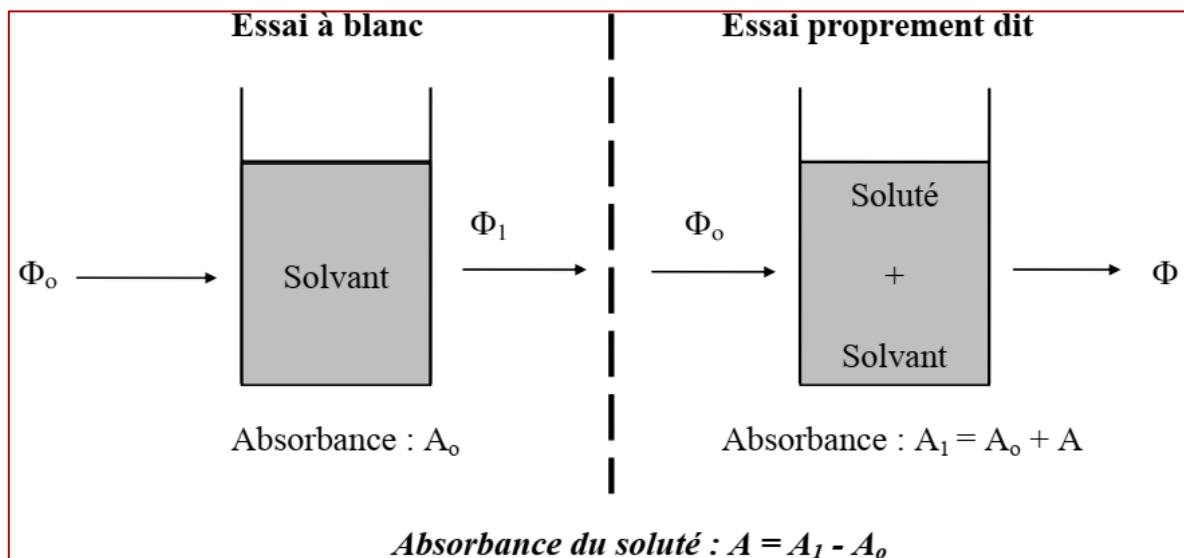 Essai à blanc
Essai proprement dit
Φₒ
Solvant
Φ₁
Absorbance : Aₒ
Φₒ
Soluté
+
Solvant
Φ
Absorbance : A₁ = Aₒ + A
Absorbance du soluté : A = A₁ - Aₒ